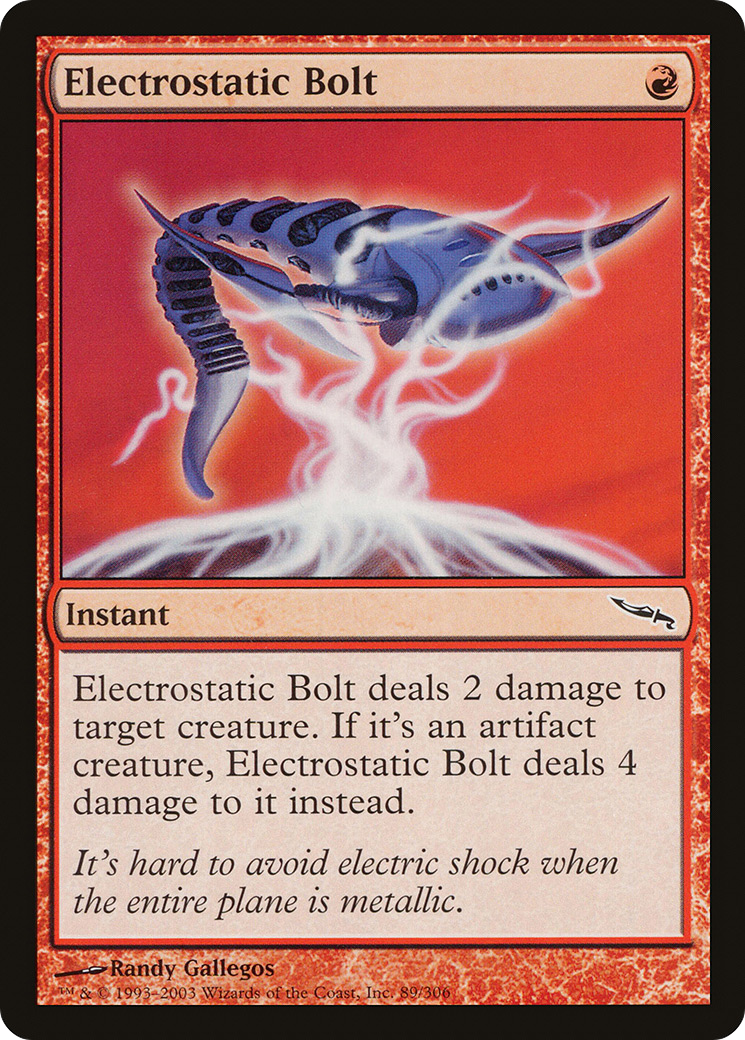 Electrostatic Bolt
Instant
Electrostatic Bolt deals 2 damage to
target creature. If it's an artifact
creature, Electrostatic Bolt deals 4
damage to it instead.
It's hard to avoid electric shock when
the entire plane is metallic.
Randy Gallegos
™ & © 1993–2003 Wizards of the Coast, Inc. 89/306